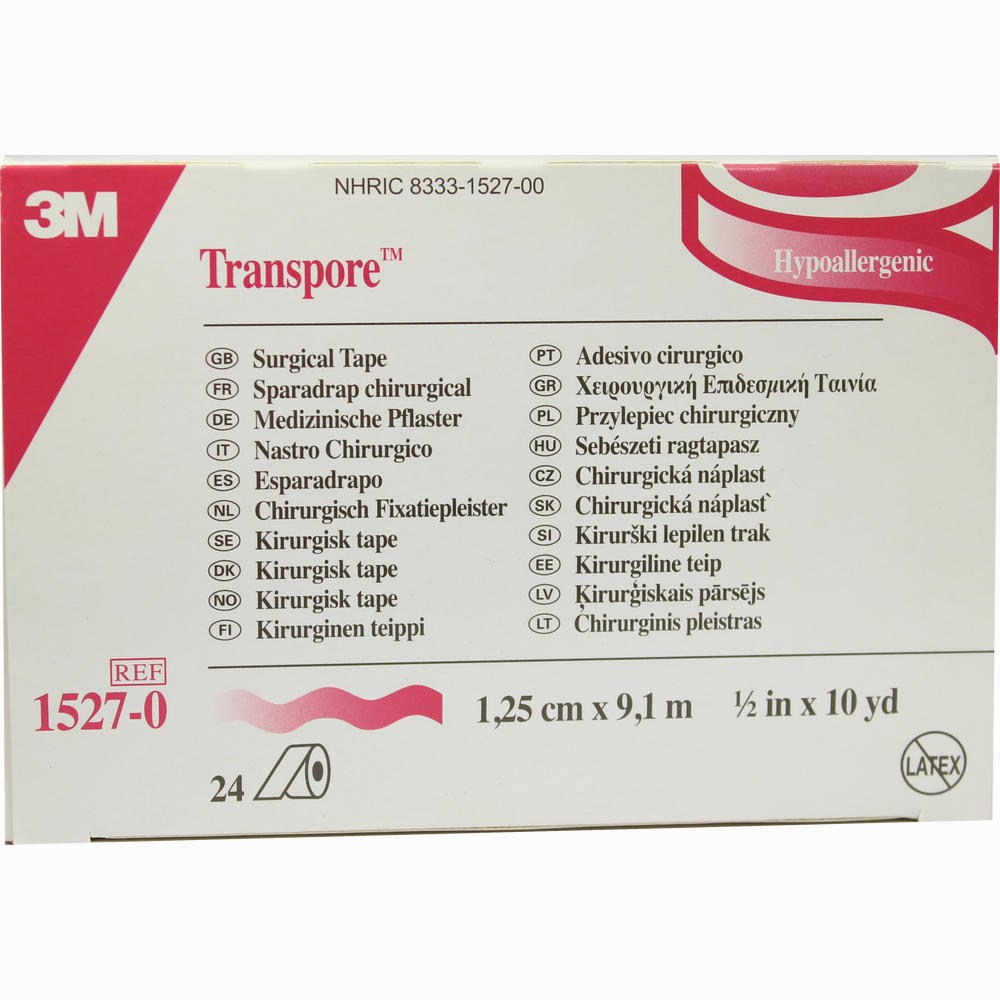 3M
NHRIC 8333-1527-00
Transpore™
Hypoallergenic
GB Surgical Tape
FR Sparadrap chirurgical
DE Medizinische Pflaster
IT Nastro Chirurgico
ES Esparadrapo
NL Chirurgisch Fixatiepleister
SE Kirurgisk tape
DK Kirurgisk tape
NO Kirurgisk tape
FI Kirurginen teippi
PT Adesivo cirurgico
GR Χειρουργική Επιδεσμική Ταινία
PL Przylepiec chirurgiczny
HU Sebészeti ragtapasz
CZ Chirurgická náplast
SK Chirurgická náplast`
SI Kirurški lepilen trak
EE Kirurgiline teip
LV Ķirurģiskais pārsējs
LT Chirurginis pleistras
REF
1527-0
1,25 cm x 9,1 m ½ in x 10 yd
24
LATEX